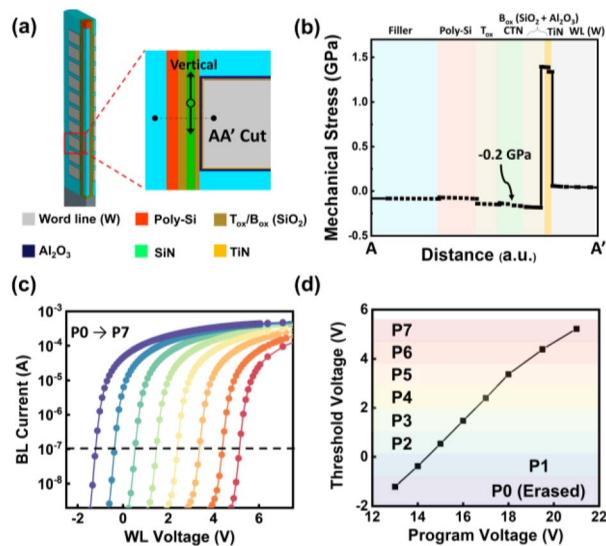 (a)
Vertical
AA' Cut
Word line (W)
Poly-Si
Tox/Box (SiO2)
Al2O3
SiN
TiN
(b)
Box (SiO2 + Al2O3)
Filler
Poly-Si
Tox
CTN
TiN
WL (W)
Mechanical Stress (GPa)
1.5
1.0
0.5
0.0
-0.5
-0.2 GPa
A
Distance (a.u.)
A'
(c)
P0 → P7
BL Current (A)
10-3
10-4
10-5
10-6
10-7
10-8
-2
0
2
4
6
WL Voltage (V)
(d)
Threshold Voltage (V)
6
4
2
0
-2
P7
P6
P5
P4
P3
P2
P1
P0 (Erased)
12
14
16
18
20
22
Program Voltage (V)